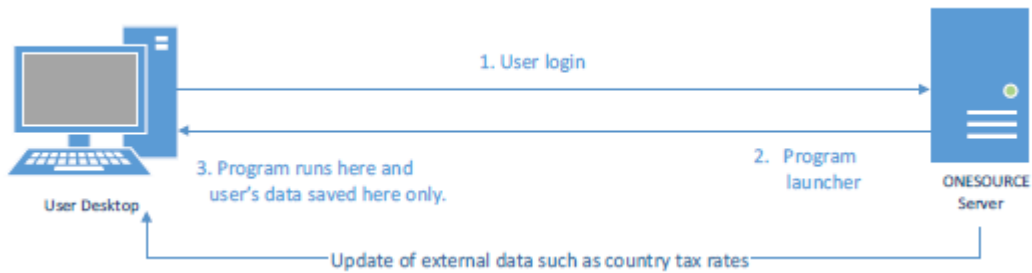 1. User login
3. Program runs here and
user's data saved here only.
2. Program
launcher
User Desktop
ONESOURCE
Server
Update of external data such as country tax rates